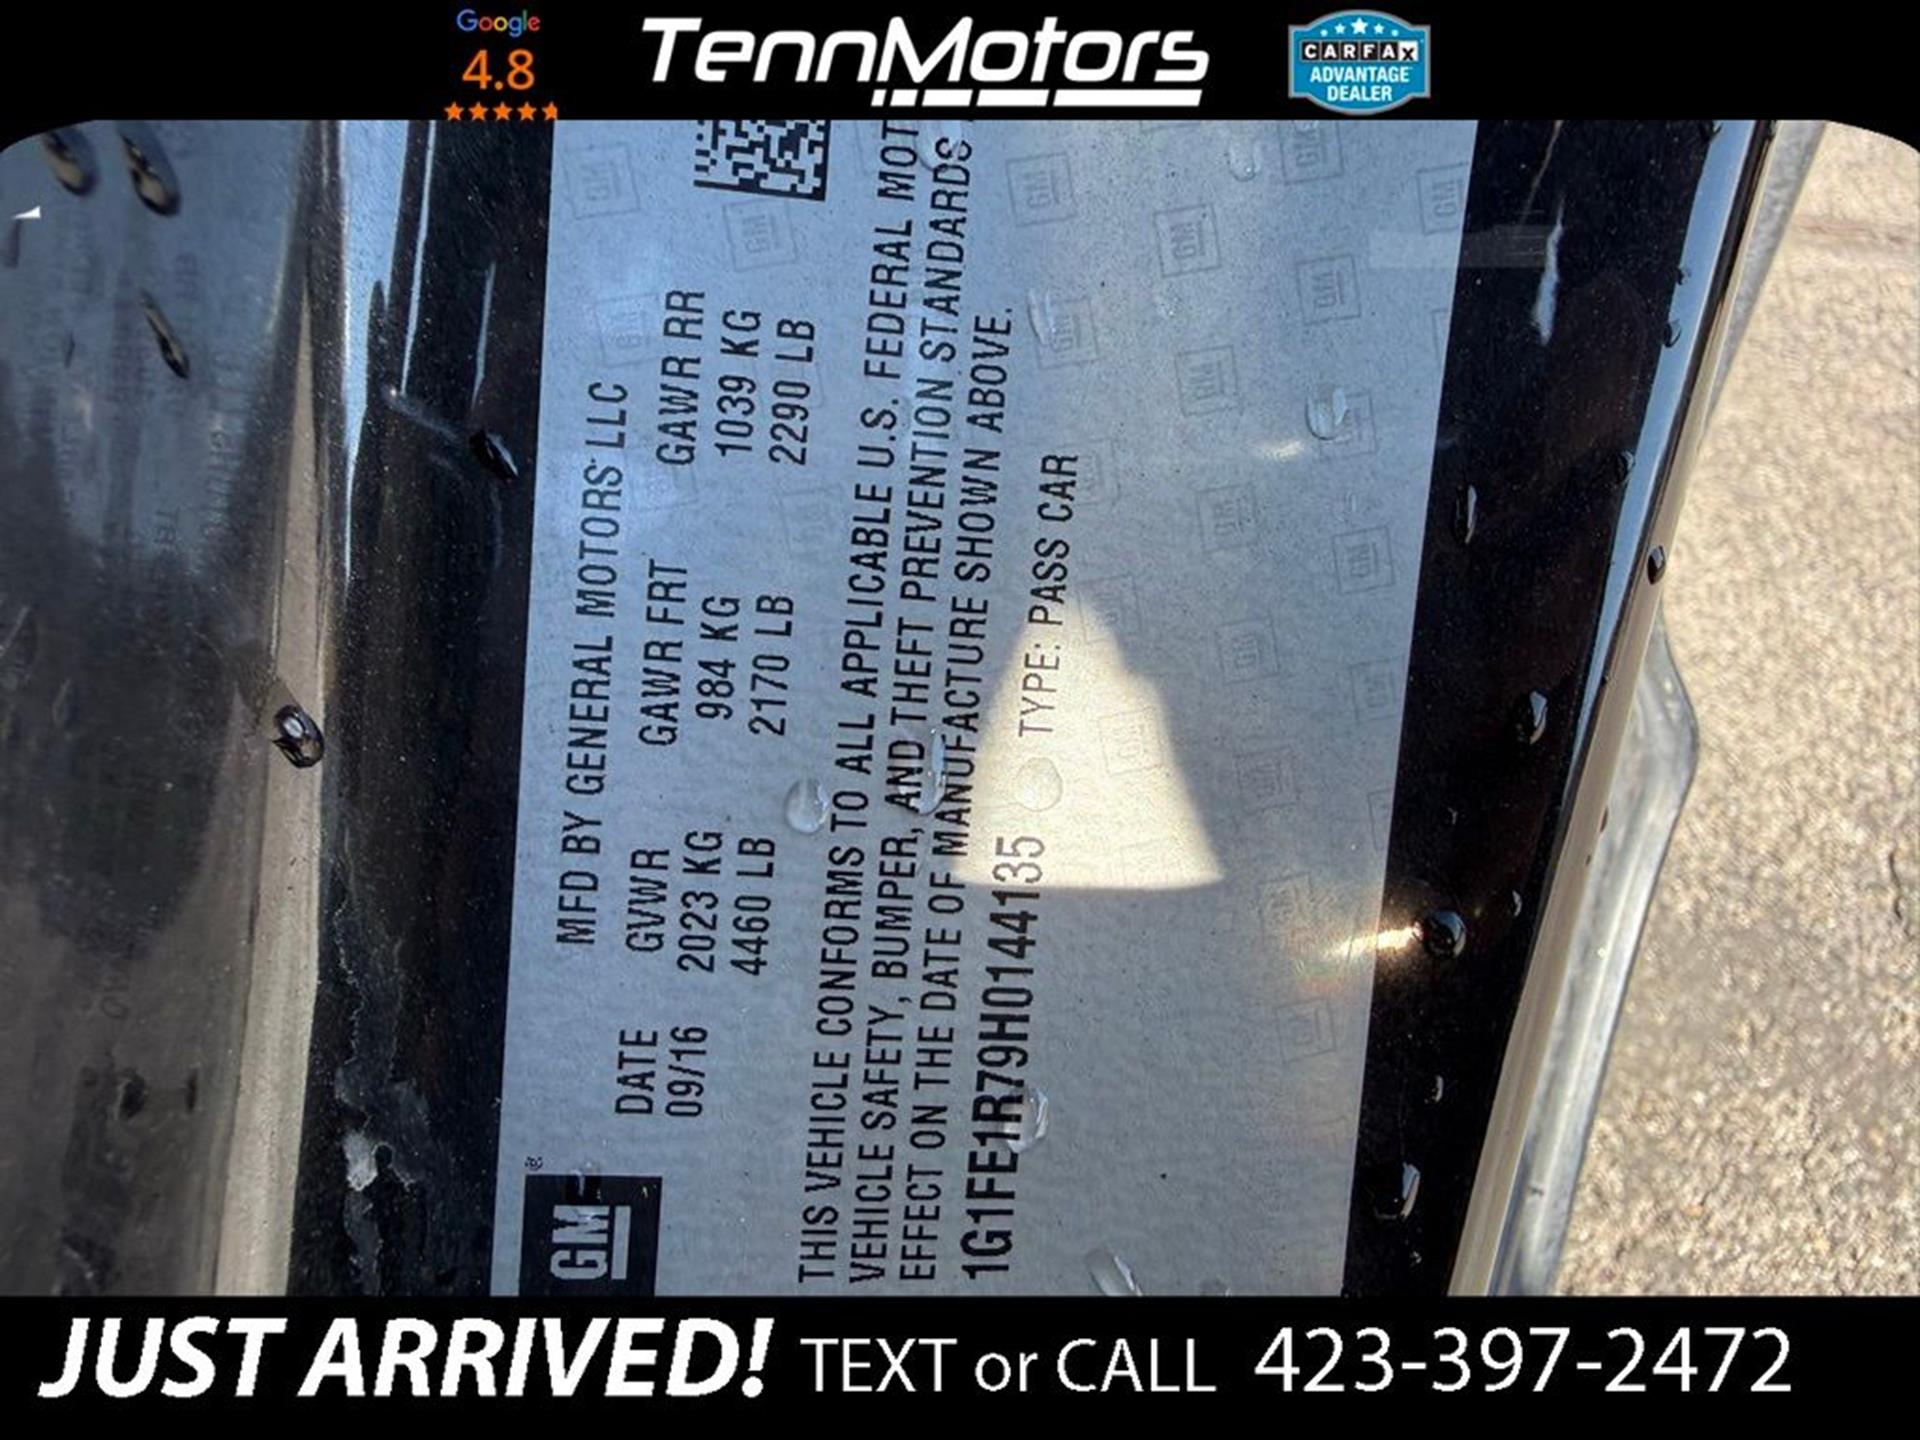 Google
4.8
TennMotors
CARFAX
ADVANTAGE
DEALER
GM
MFD BY GENERAL MOTORS LLC
DATE GVWR GAWR FRT GAWR RR
09/16 2023 KG 984 KG 1039 KG
4460 LB 2170 LB 2290 LB
THIS VEHICLE CONFORMS TO ALL APPLICABLE U.S. FEDERAL MOT
VEHICLE SAFETY, BUMPER, AND THEFT PREVENTION STANDARDS
EFFECT ON THE DATE OF MANUFACTURE SHOWN ABOVE.
1G1FE1R79H0144135 TYPE: PASS CAR
JUST ARRIVED! TEXT or CALL 423-397-2472